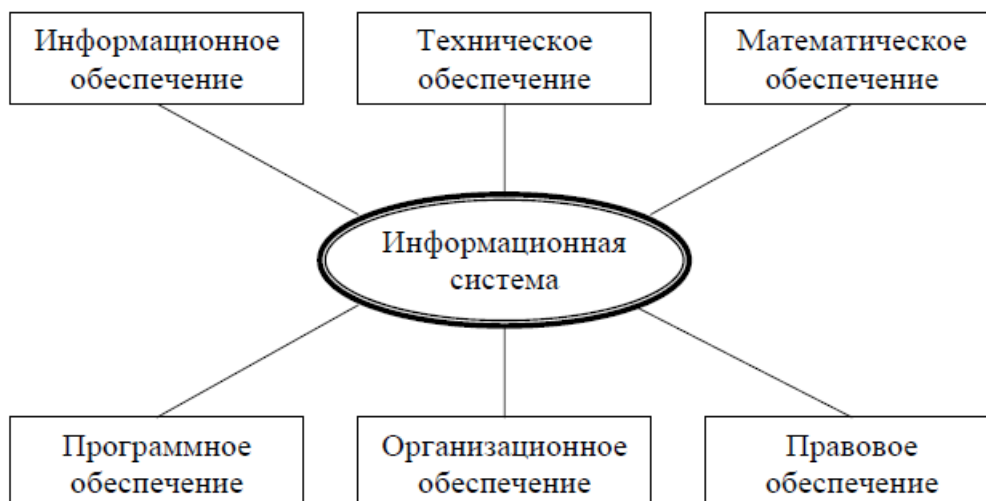 Информационное
обеспечение
Техническое
обеспечение
Математическое
обеспечение
Информационная
система
Программное
обеспечение
Организационное
обеспечение
Правовое
обеспечение